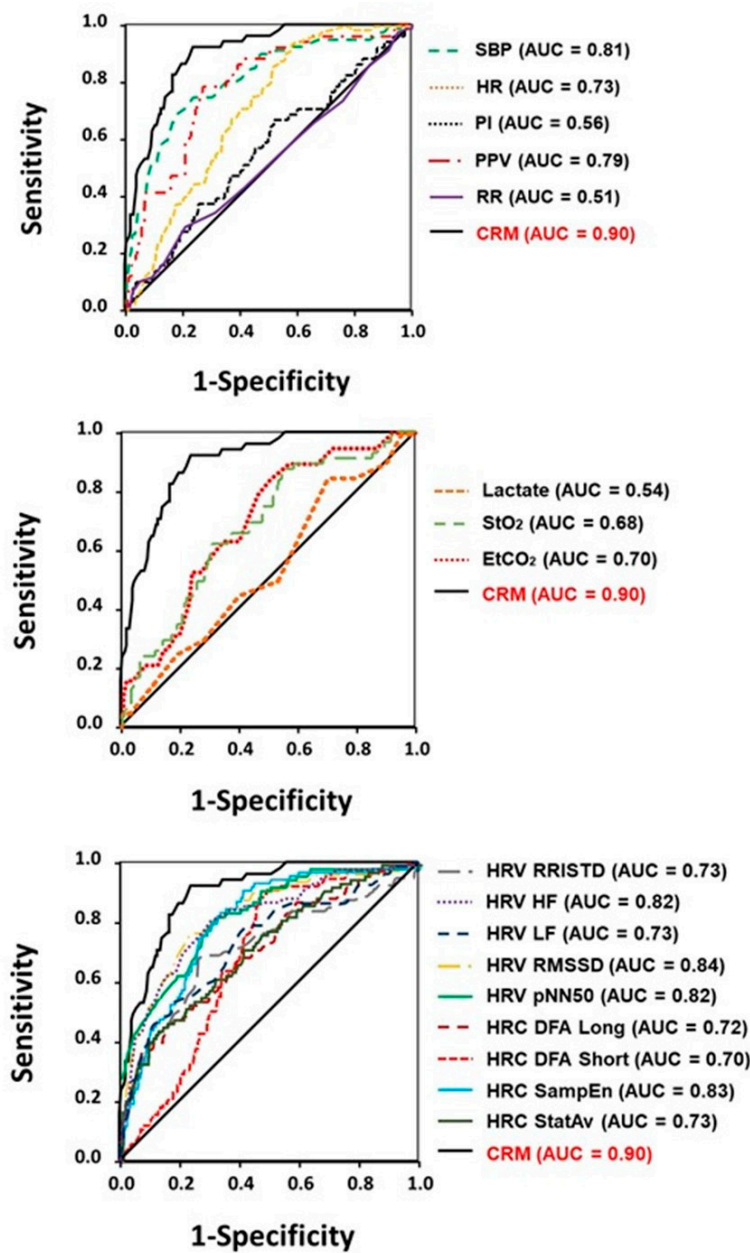 1.0
0.8
0.6
0.4
0.2
0.0
Sensitivity
0.0 0.2 0.4 0.6 0.8 1.0
1-Specificity
SBP (AUC = 0.81)
HR (AUC = 0.73)
PI (AUC = 0.56)
PPV (AUC = 0.79)
RR (AUC = 0.51)
CRM (AUC = 0.90)
1.0
0.8
0.6
0.4
0.2
0.0
Sensitivity
0.0 0.2 0.4 0.6 0.8 1.0
1-Specificity
Lactate (AUC = 0.54)
StO₂ (AUC = 0.68)
EtCO₂ (AUC = 0.70)
CRM (AUC = 0.90)
1.0
0.8
0.6
0.4
0.2
0.0
Sensitivity
0.0 0.2 0.4 0.6 0.8 1.0
1-Specificity
HRV RRISTD (AUC = 0.73)
HRV HF (AUC = 0.82)
HRV LF (AUC = 0.73)
HRV RMSSD (AUC = 0.84)
HRV pNN50 (AUC = 0.82)
HRC DFA Long (AUC = 0.72)
HRC DFA Short (AUC = 0.70)
HRC SampEn (AUC = 0.83)
HRC StatAv (AUC = 0.73)
CRM (AUC = 0.90)